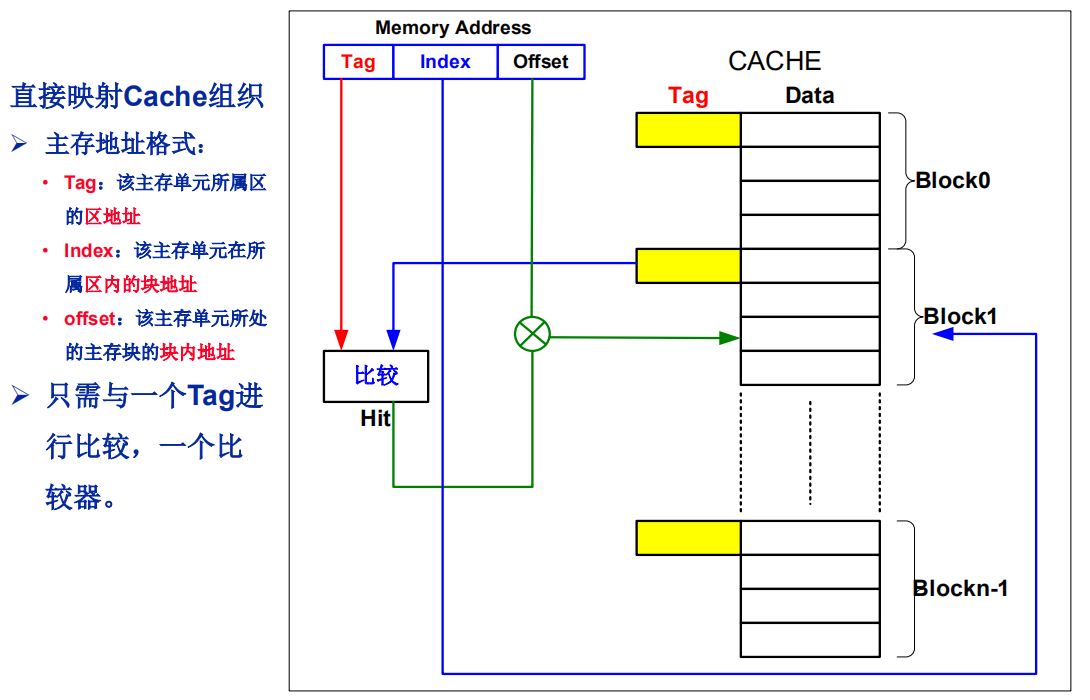 直接映射Cache组织
➢ 主存地址格式：
• Tag：该主存单元所属区
的区地址
• Index：该主存单元在所
属区内的块地址
• offset：该主存单元所处
的主存块的块内地址
➢ 只需与一个Tag进
行比较，一个比
较器。
Memory Address
Tag Index Offset
CACHE
Tag Data
Block0
Block1
比较
Hit
Blockn-1